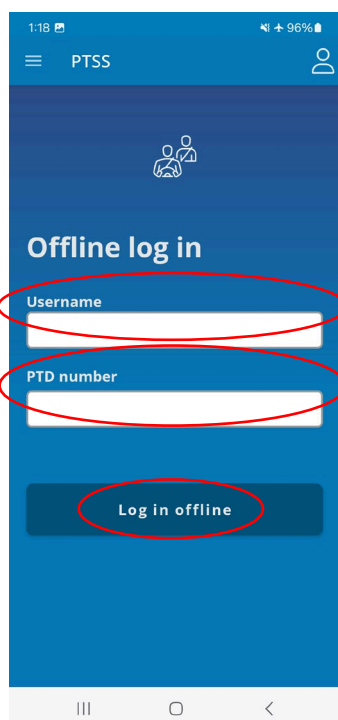 1:18 96%
PTSS
Offline log in
Username
PTD number
Log in offline